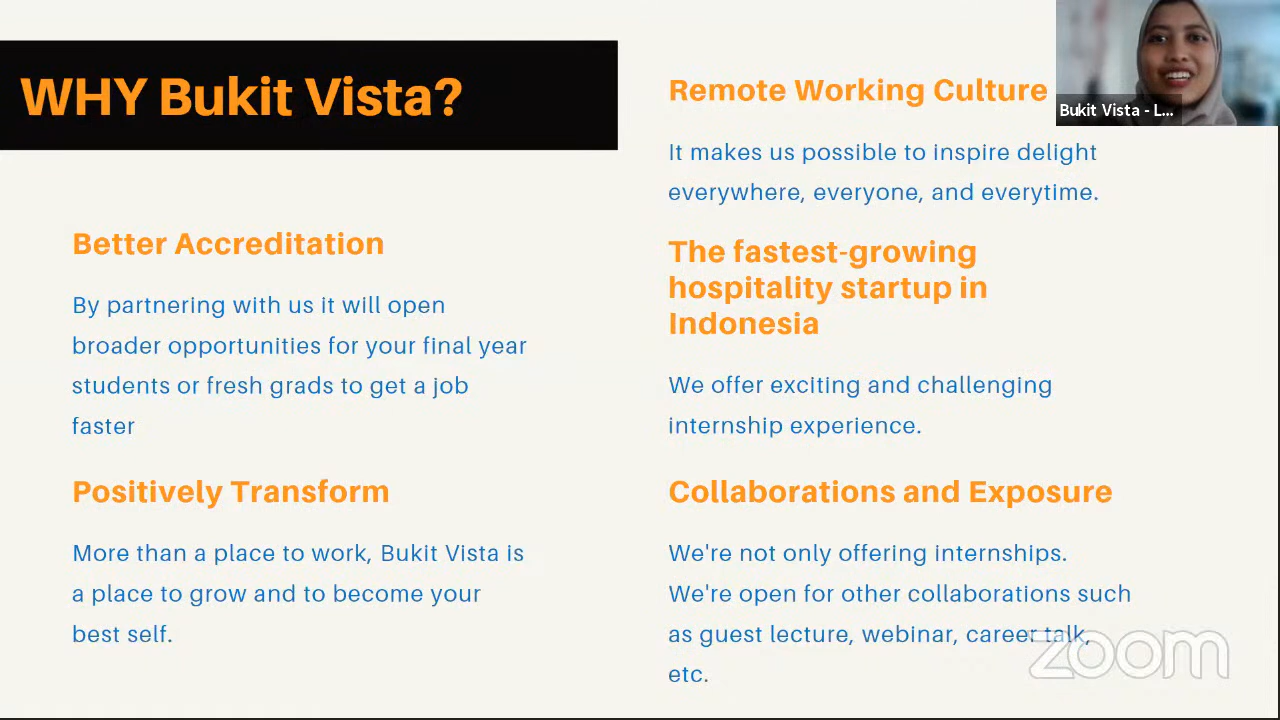 WHY Bukit Vista?
Better Accreditation
By partnering with us it will open
broader opportunities for your final year
students or fresh grads to get a job
faster
Positively Transform
More than a place to work, Bukit Vista is
a place to grow and to become your
best self.
Remote Working Culture
It makes us possible to inspire delight
everywhere, everyone, and everytime.
The fastest-growing
hospitality startup in
Indonesia
We offer exciting and challenging
internship experience.
Collaborations and Exposure
We're not only offering internships.
We're open for other collaborations such
as guest lecture, webinar, career talk,
etc.
Bukit Vista - L...
zoom